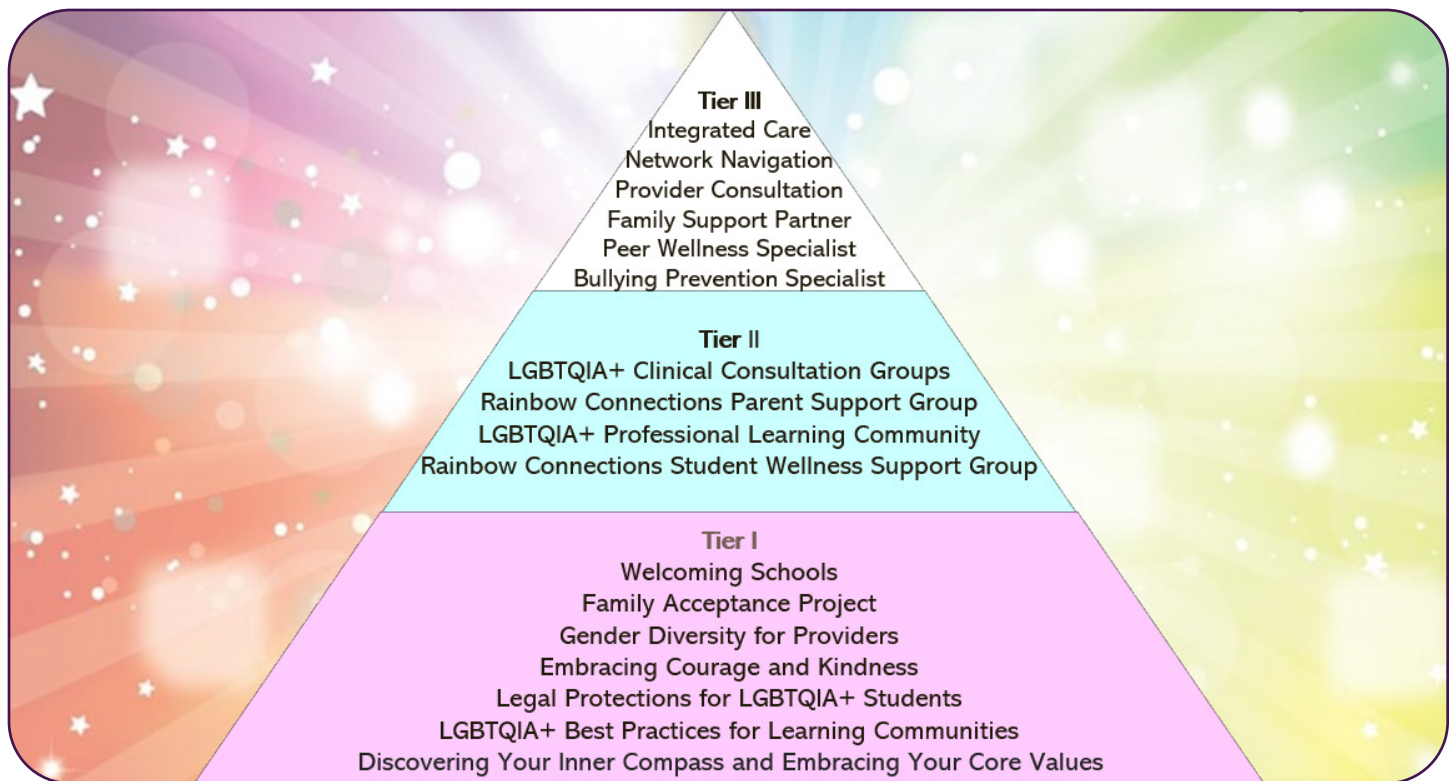 Tier III
Integrated Care
Network Navigation
Provider Consultation
Family Support Partner
Peer Wellness Specialist
Bullying Prevention Specialist
Tier II
LGBTQIA+ Clinical Consultation Groups
Rainbow Connections Parent Support Group
LGBTQIA+ Professional Learning Community
Rainbow Connections Student Wellness Support Group
Tier I
Welcoming Schools
Family Acceptance Project
Gender Diversity for Providers
Embracing Courage and Kindness
Legal Protections for LGBTQIA+ Students
LGBTQIA+ Best Practices for Learning Communities
Discovering Your Inner Compass and Embracing Your Core Values